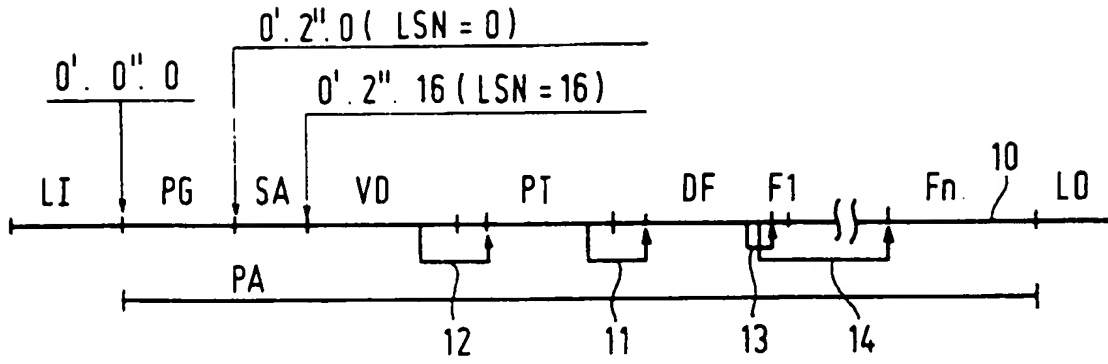 0'. 2". 0 ( LSN = 0)
0'. 0". 0
0'. 2". 16 ( LSN = 16)
LI PG SA VD PT DF F1 Fn 10 LO
PA
12 11 13 14